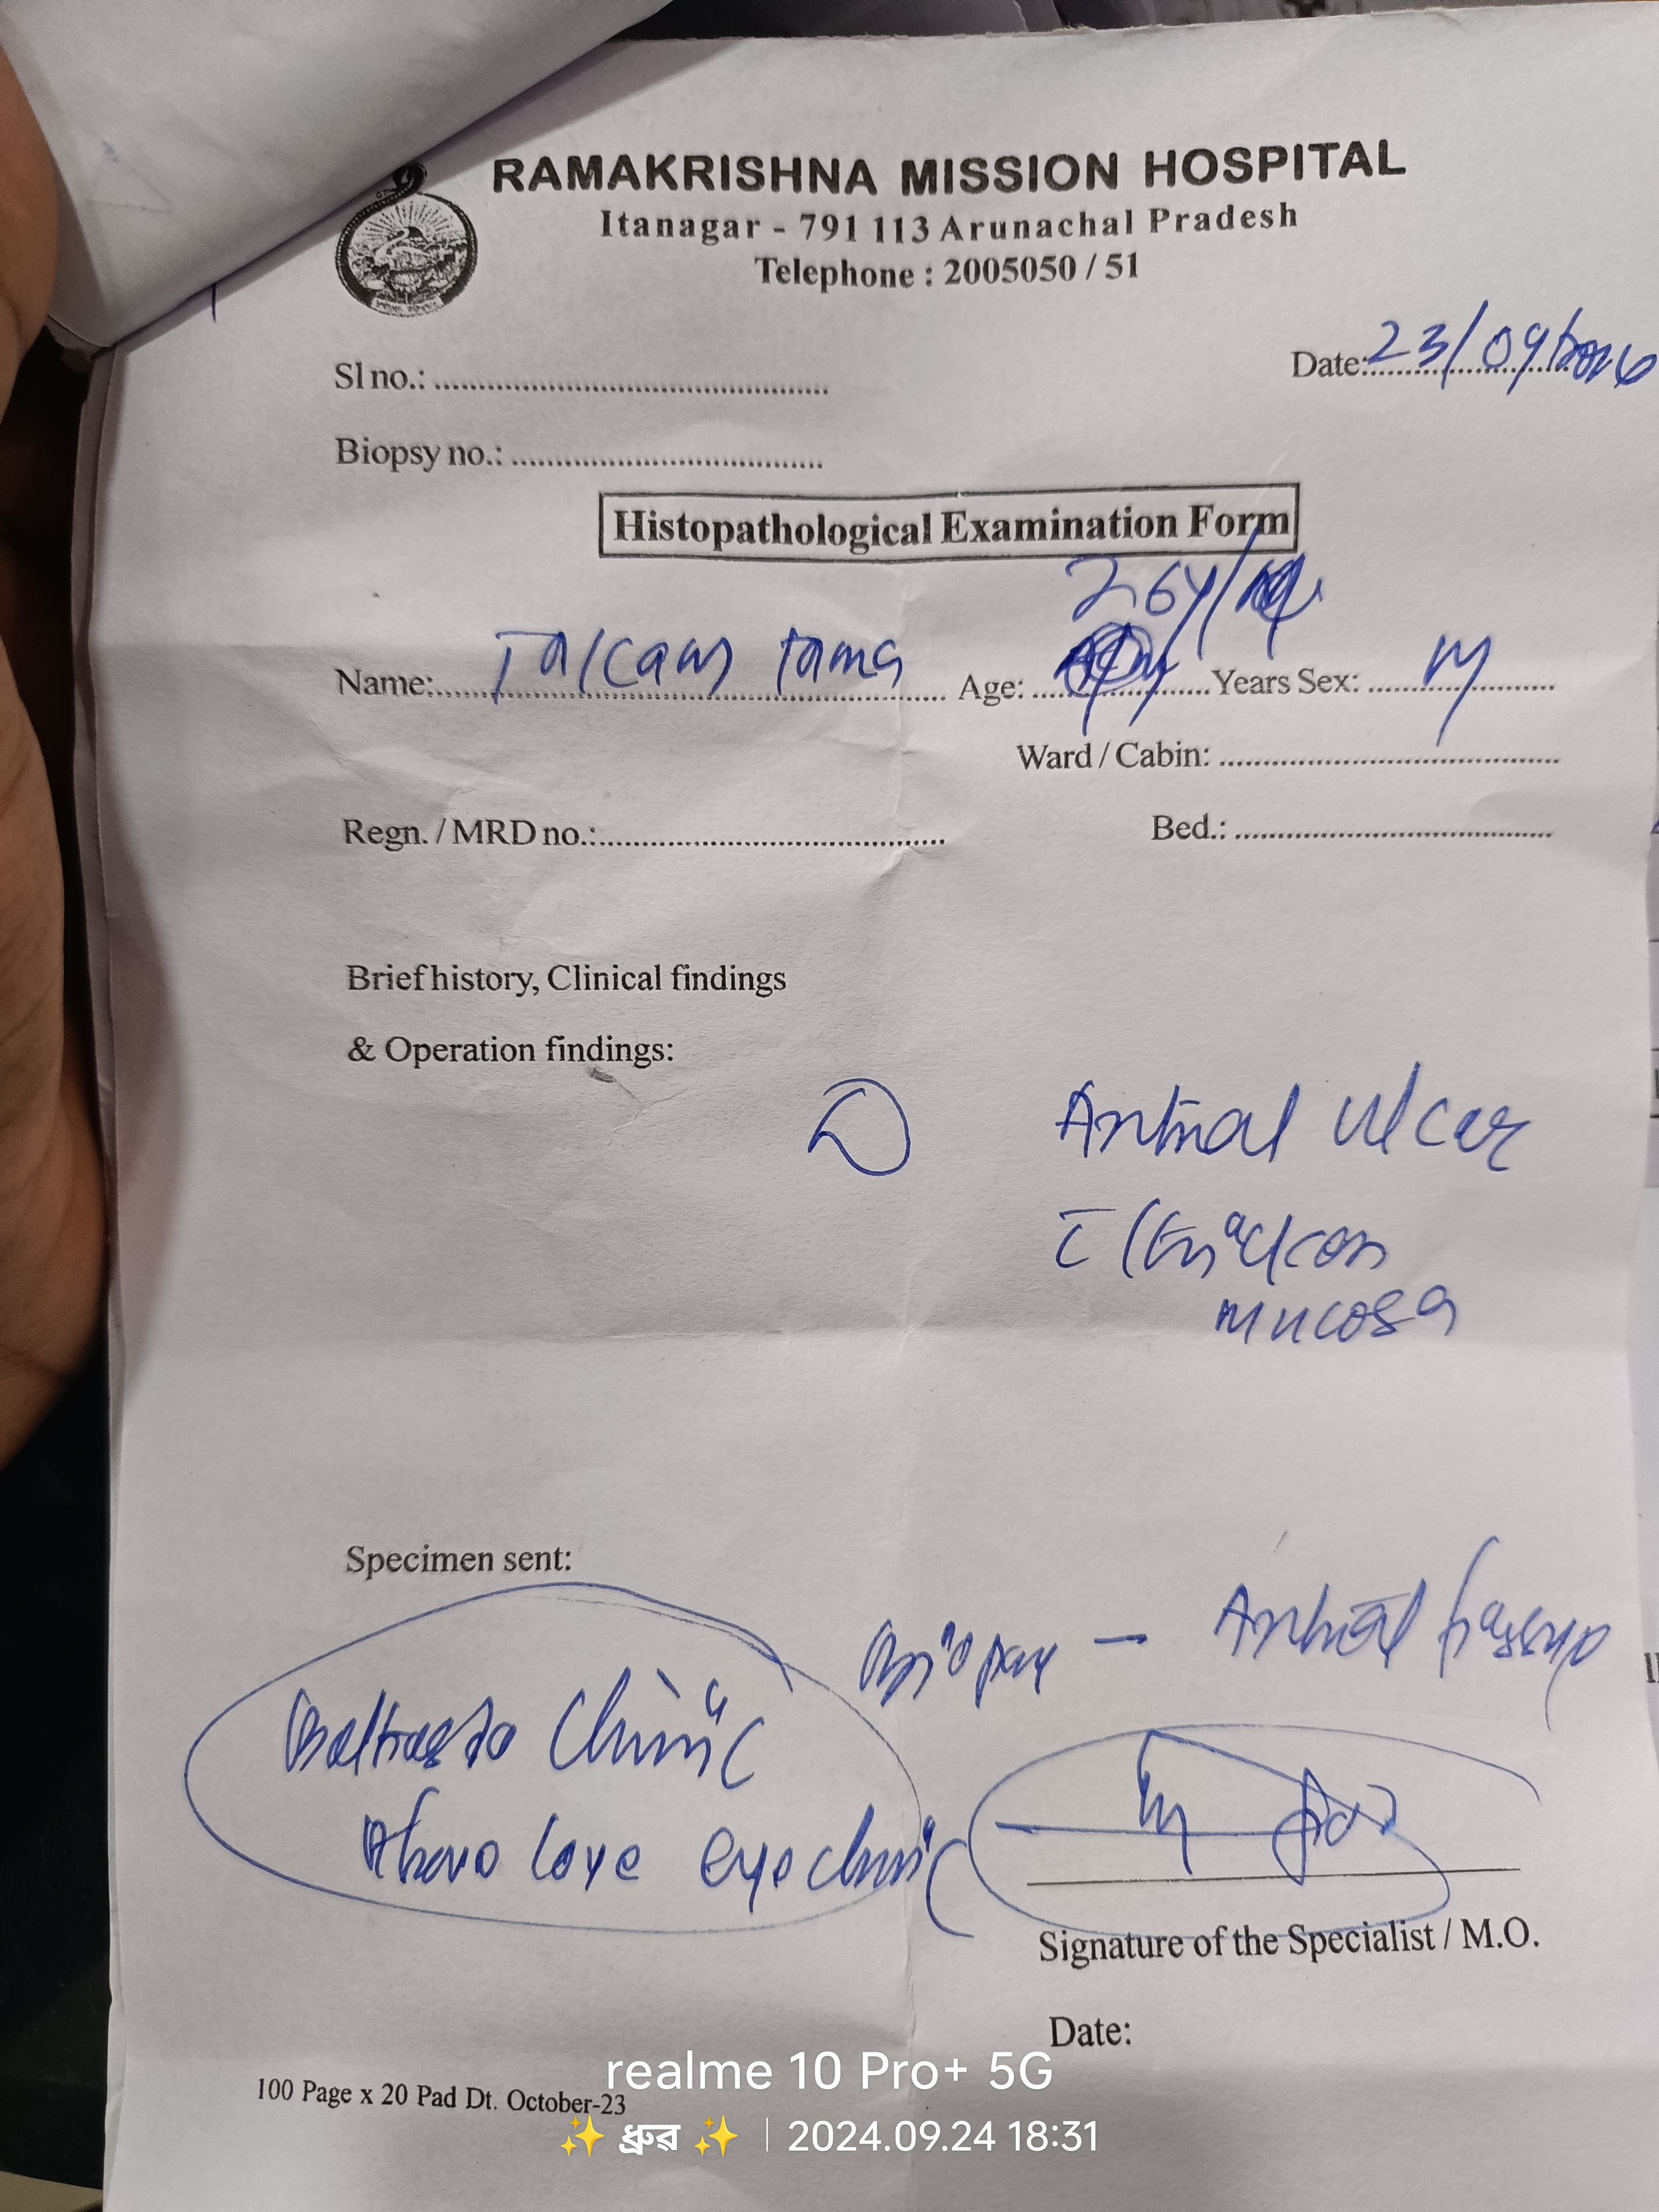 RAMAKRISHNA MISSION HOSPITAL
Itanagar - 791 113 Arunachal Pradesh
Telephone : 2005050 / 51
Sl no.: ........................................ Date: 23/09/
Biopsy no.: ........................................
Histopathological Examination Form
26y/
Name: Tama Age: Years Sex: M
Ward / Cabin: ........................................
Regn. / MRD no.: ........................................ Bed.: ........................................
Brief history, Clinical findings
& Operation findings:
Antral ulcer
mucosa
Specimen sent:
Biopsy - Antral
Clinic
Above Love eye clinic
Signature of the Specialist / M.O.
Date:
100 Page x 20 Pad Dt. October-23
realme 10 Pro+ 5G
✨ ধ্ৰুৱ ✨ | 2024.09.24 18:31